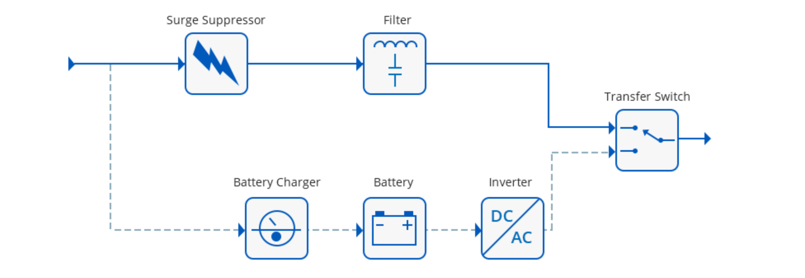 Surge Suppressor
Filter
Transfer Switch
Battery Charger
Battery
Inverter
DC
AC